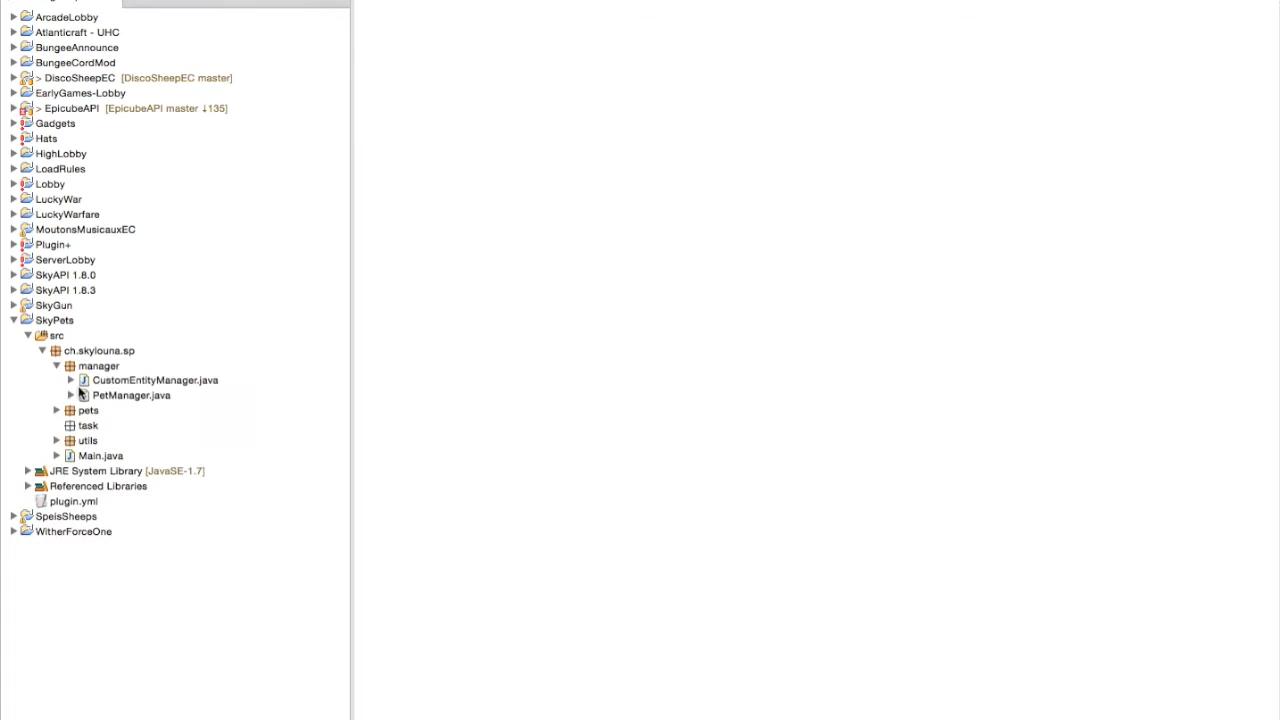 ArcadeLobby
Atlanticraft - UHC
BungeeAnnounce
BungeeCordMod
> DiscoSheepEC [DiscoSheepEC master]
EarlyGames-Lobby
> EpicubeAPI [EpicubeAPI master ↓135]
Gadgets
Hats
HighLobby
LoadRules
Lobby
LuckyWar
LuckyWarfare
MoutonsMusicauxEC
Plugin+
ServerLobby
SkyAPI 1.8.0
SkyAPI 1.8.3
SkyGun
SkyPets
src
ch.skylouna.sp
manager
CustomEntityManager.java
PetManager.java
pets
task
utils
Main.java
JRE System Library [JavaSE-1.7]
Referenced Libraries
plugin.yml
SpeisSheeps
WitherForceOne